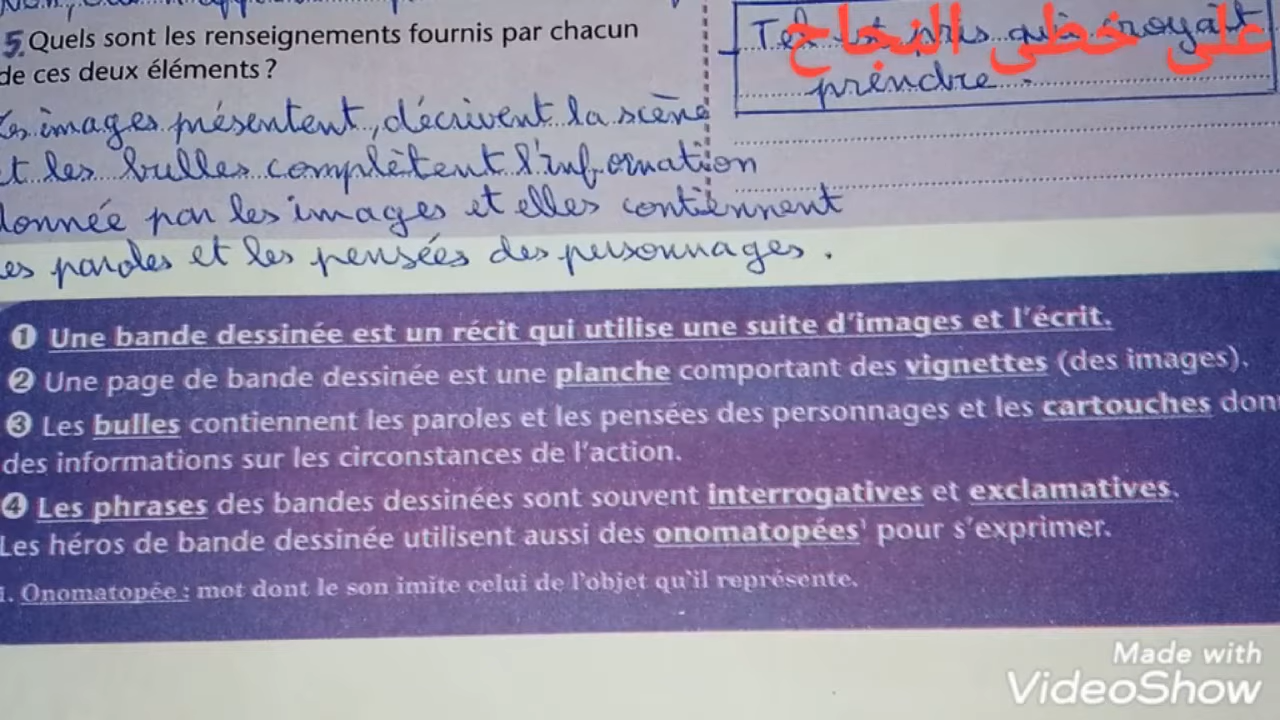 5. Quels sont les renseignements fournis par chacun
de ces deux éléments ?
es images présentent, décrivent la scène
et les bulles complètent l'information
donnée par les images et elles contiennent
les paroles et les pensées des personnages.
Tel est pris qui croyait
prendre.
على خطى النجاح
1 Une bande dessinée est un récit qui utilise une suite d'images et l'écrit.
2 Une page de bande dessinée est une planche comportant des vignettes (des images).
3 Les bulles contiennent les paroles et les pensées des personnages et les cartouches don
des informations sur les circonstances de l'action.
4 Les phrases des bandes dessinées sont souvent interrogatives et exclamatives.
Les héros de bande dessinée utilisent aussi des onomatopées¹ pour s'exprimer.
1. Onomatopée : mot dont le son imite celui de l'objet qu'il représente.
Made with
VideoShow